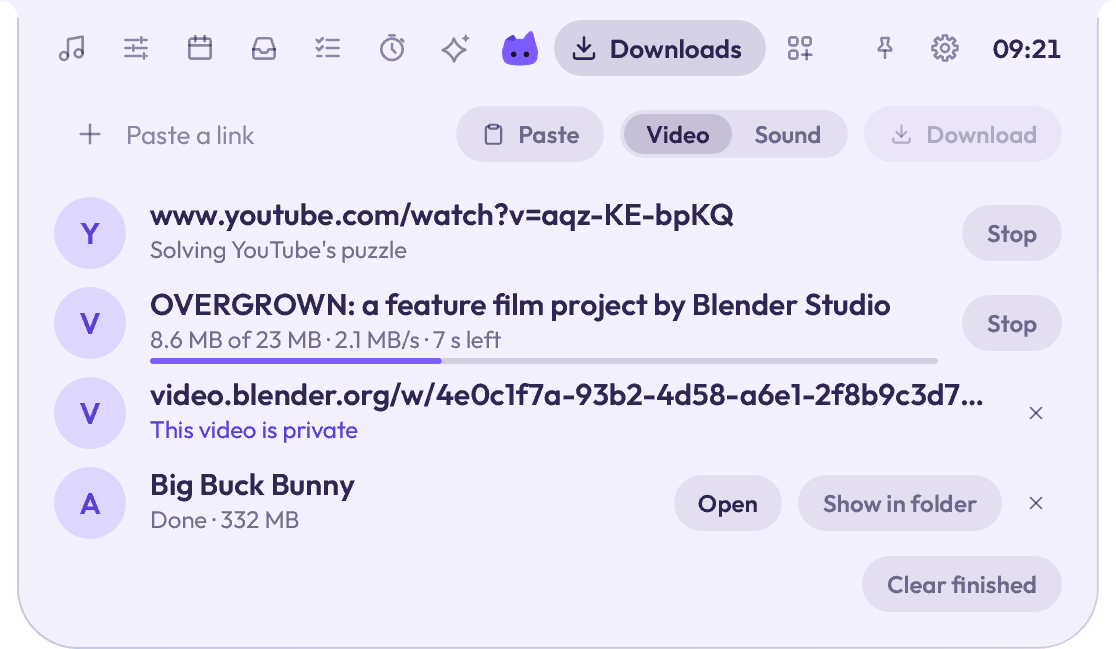 Downloads
09:21
Paste a link
Paste
Video
Sound
Download
Y
www.youtube.com/watch?v=aqz-KE-bpKQ
Solving YouTube's puzzle
Stop
V
OVERGROWN: a feature film project by Blender Studio
8.6 MB of 23 MB · 2.1 MB/s · 7 s left
Stop
V
video.blender.org/w/4e0c1f7a-93b2-4d58-a6e1-2f8b9c3d7...
This video is private
A
Big Buck Bunny
Done · 332 MB
Open
Show in folder
Clear finished